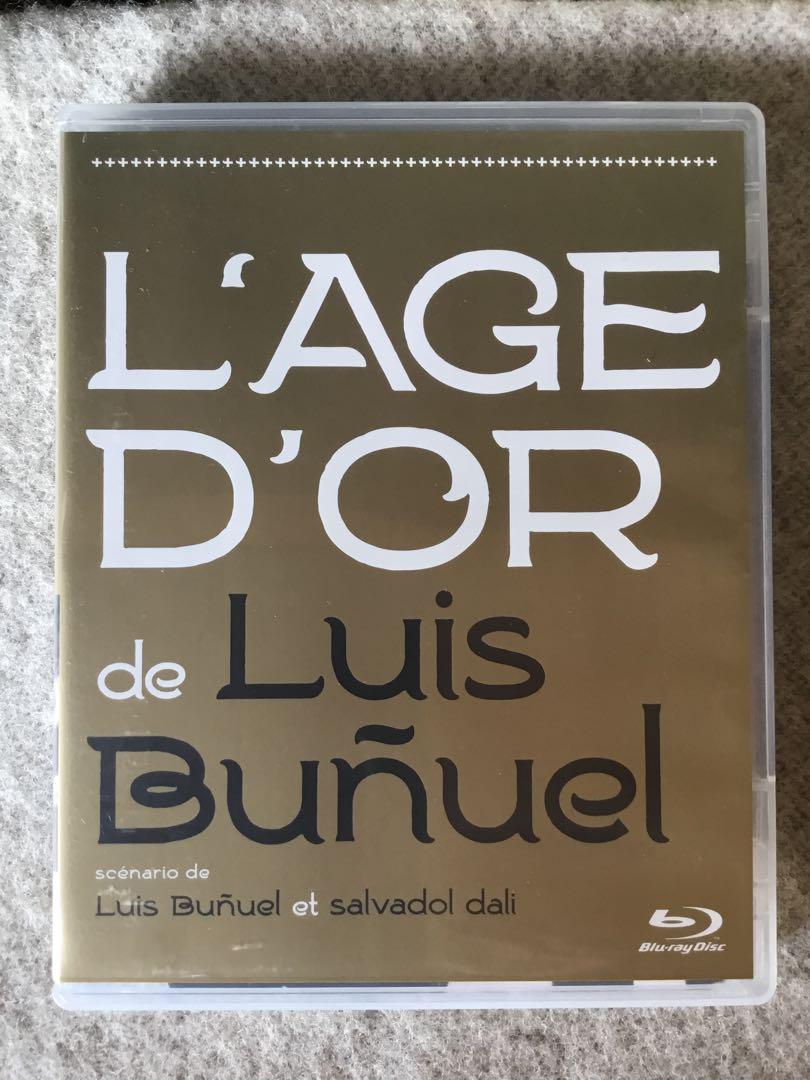 ++++++++++++++++++++++++++++++++++++++++++++++++
L‘AGE
D’OR
de Luis
Buñuel
scénario de
Luis Buñuel et salvadol dali
Blu-ray Disc